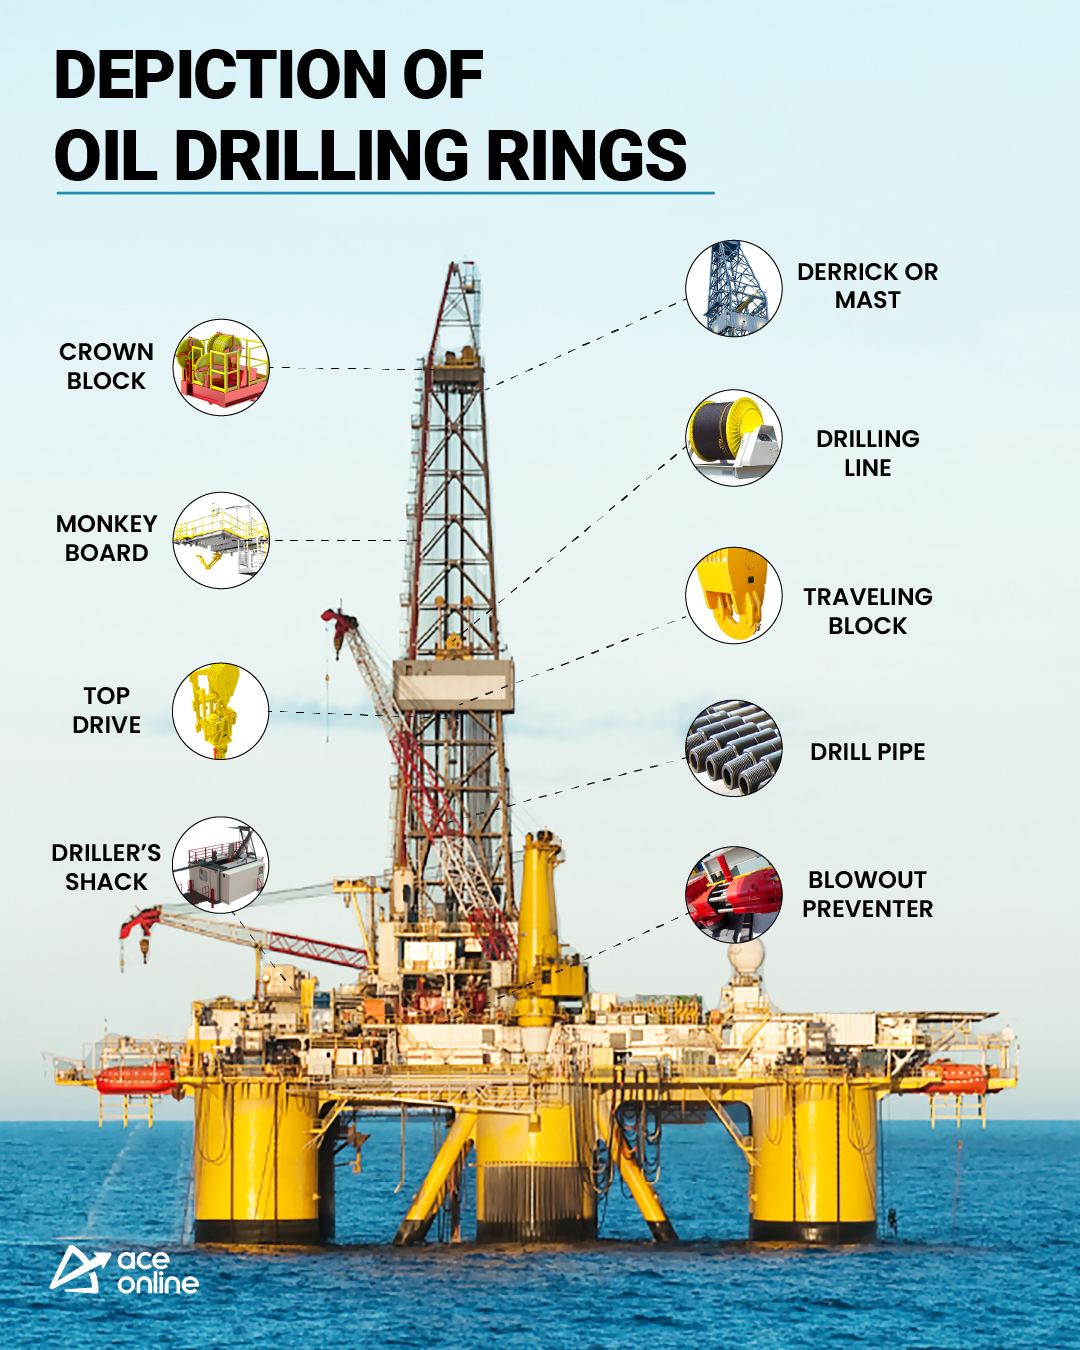 DEPICTION OF
OIL DRILLING RINGS
CROWN
BLOCK
MONKEY
BOARD
TOP
DRIVE
DRILLER'S
SHACK
DERRICK OR
MAST
DRILLING
LINE
TRAVELING
BLOCK
DRILL PIPE
BLOWOUT
PREVENTER
ace
online